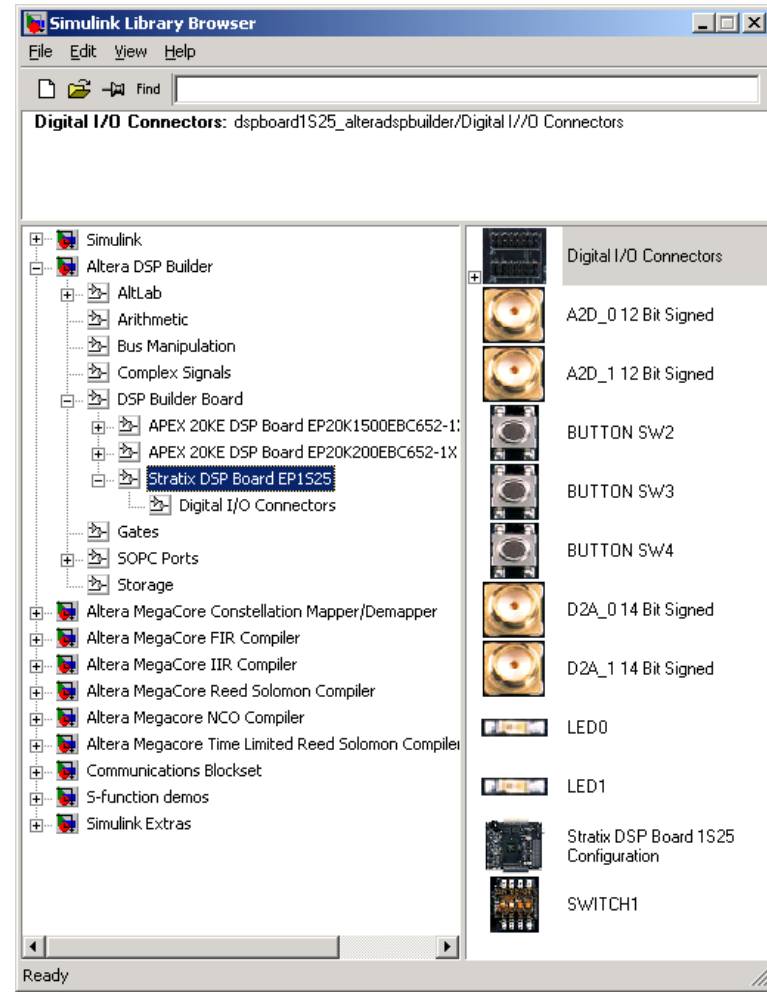 Simulink Library Browser
File Edit View Help
Find
Digital I/O Connectors: dspboard1S25_alteradspbuilder/Digital I//O Connectors
Simulink
Altera DSP Builder
AltLab
Arithmetic
Bus Manipulation
Complex Signals
DSP Builder Board
APEX 20KE DSP Board EP20K1500EBC652-1
APEX 20KE DSP Board EP20K200EBC652-1X
Stratix DSP Board EP1S25
Digital I/O Connectors
Gates
SOPC Ports
Storage
Altera MegaCore Constellation Mapper/Demapper
Altera MegaCore FIR Compiler
Altera MegaCore IIR Compiler
Altera MegaCore Reed Solomon Compiler
Altera Megacore NCO Compiler
Altera Megacore Time Limited Reed Solomon Compiler
Communications Blockset
S-function demos
Simulink Extras
Digital I/O Connectors
A2D_0 12 Bit Signed
A2D_1 12 Bit Signed
BUTTON SW2
BUTTON SW3
BUTTON SW4
D2A_0 14 Bit Signed
D2A_1 14 Bit Signed
LED0
LED1
Stratix DSP Board 1S25
Configuration
SWITCH1
Ready